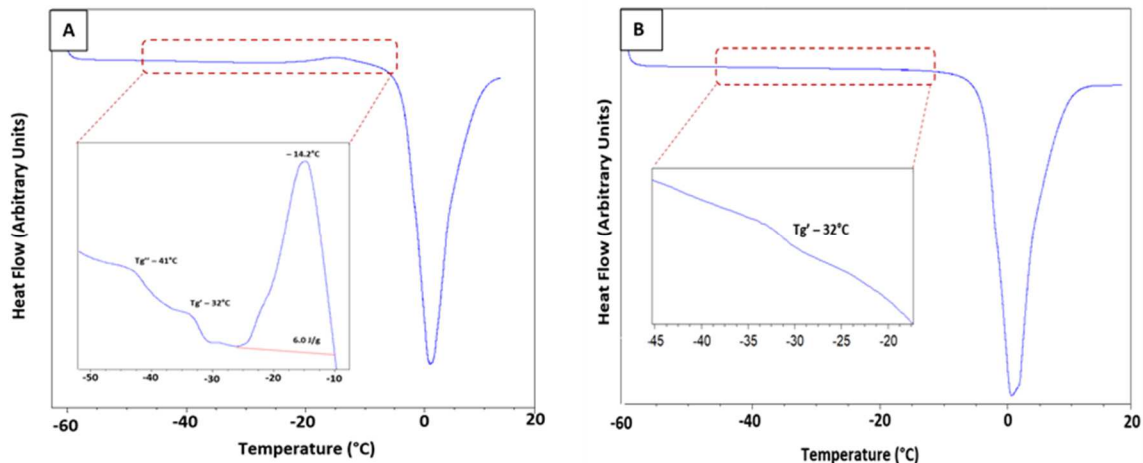 A
Heat Flow (Arbitrary Units)
– 14.2°C
Tg'' – 41°C
Tg' – 32°C
6.0 J/g
-50 -40 -30 -20 -10
-60 -40 -20 0 20
Temperature (°C)
B
Heat Flow (Arbitrary Units)
Tg' – 32°C
-45 -40 -35 -30 -25 -20
-60 -40 -20 0 20
Temperature (°C)